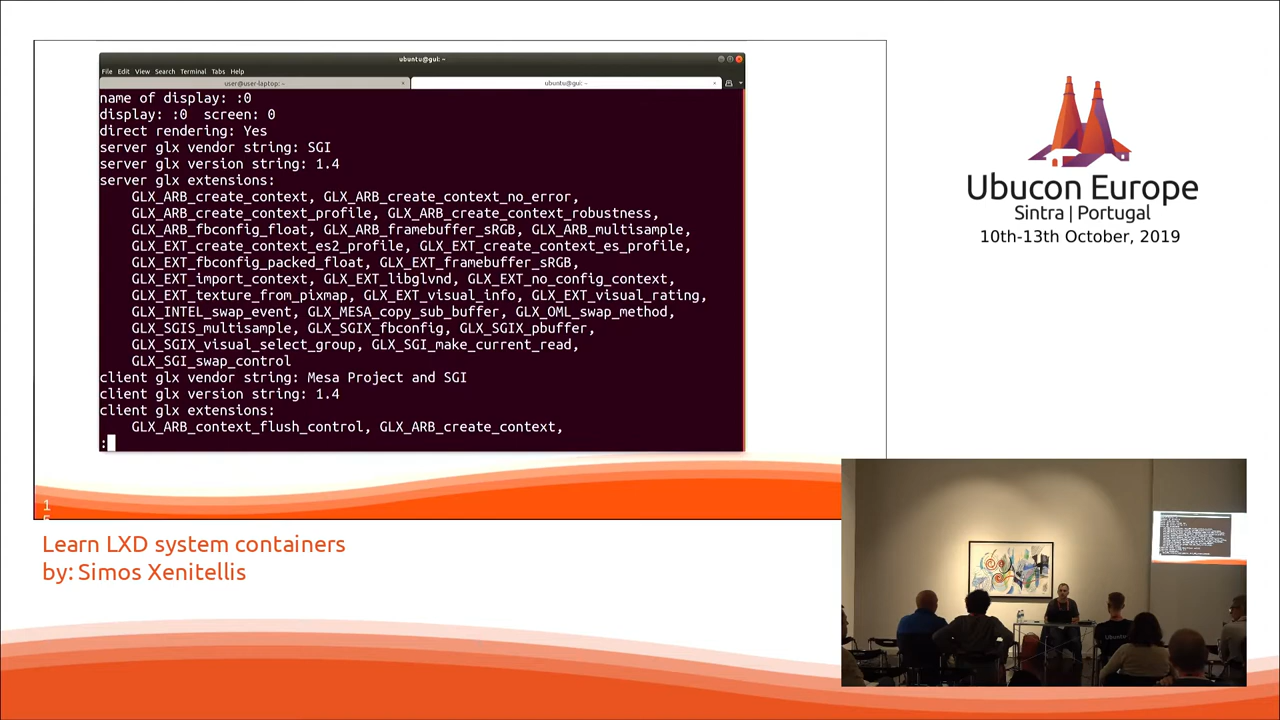 ubuntu@gui: ~
File Edit View Search Terminal Tabs Help
user@user-laptop: ~
ubuntu@gui: ~
name of display: :0
display: :0  screen: 0
direct rendering: Yes
server glx vendor string: SGI
server glx version string: 1.4
server glx extensions:
GLX_ARB_create_context, GLX_ARB_create_context_no_error,
GLX_ARB_create_context_profile, GLX_ARB_create_context_robustness,
GLX_ARB_fbconfig_float, GLX_ARB_framebuffer_sRGB, GLX_ARB_multisample,
GLX_EXT_create_context_es2_profile, GLX_EXT_create_context_es_profile,
GLX_EXT_fbconfig_packed_float, GLX_EXT_framebuffer_sRGB,
GLX_EXT_import_context, GLX_EXT_libglvnd, GLX_EXT_no_config_context,
GLX_EXT_texture_from_pixmap, GLX_EXT_visual_info, GLX_EXT_visual_rating,
GLX_INTEL_swap_event, GLX_MESA_copy_sub_buffer, GLX_OML_swap_method,
GLX_SGIS_multisample, GLX_SGIX_fbconfig, GLX_SGIX_pbuffer,
GLX_SGIX_visual_select_group, GLX_SGI_make_current_read,
GLX_SGI_swap_control
client glx vendor string: Mesa Project and SGI
client glx version string: 1.4
client glx extensions:
GLX_ARB_context_flush_control, GLX_ARB_create_context,
:
1
Learn LXD system containers
by: Simos Xenitellis
Ubucon Europe
Sintra | Portugal
10th-13th October, 2019
Ubuntu